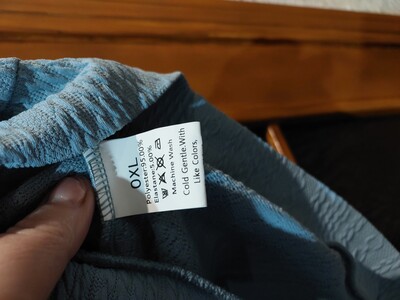 0XL
Polyester:95.00%
Elastane:5.00%
Machine Wash
Cold Gentle.With
Like Colors,